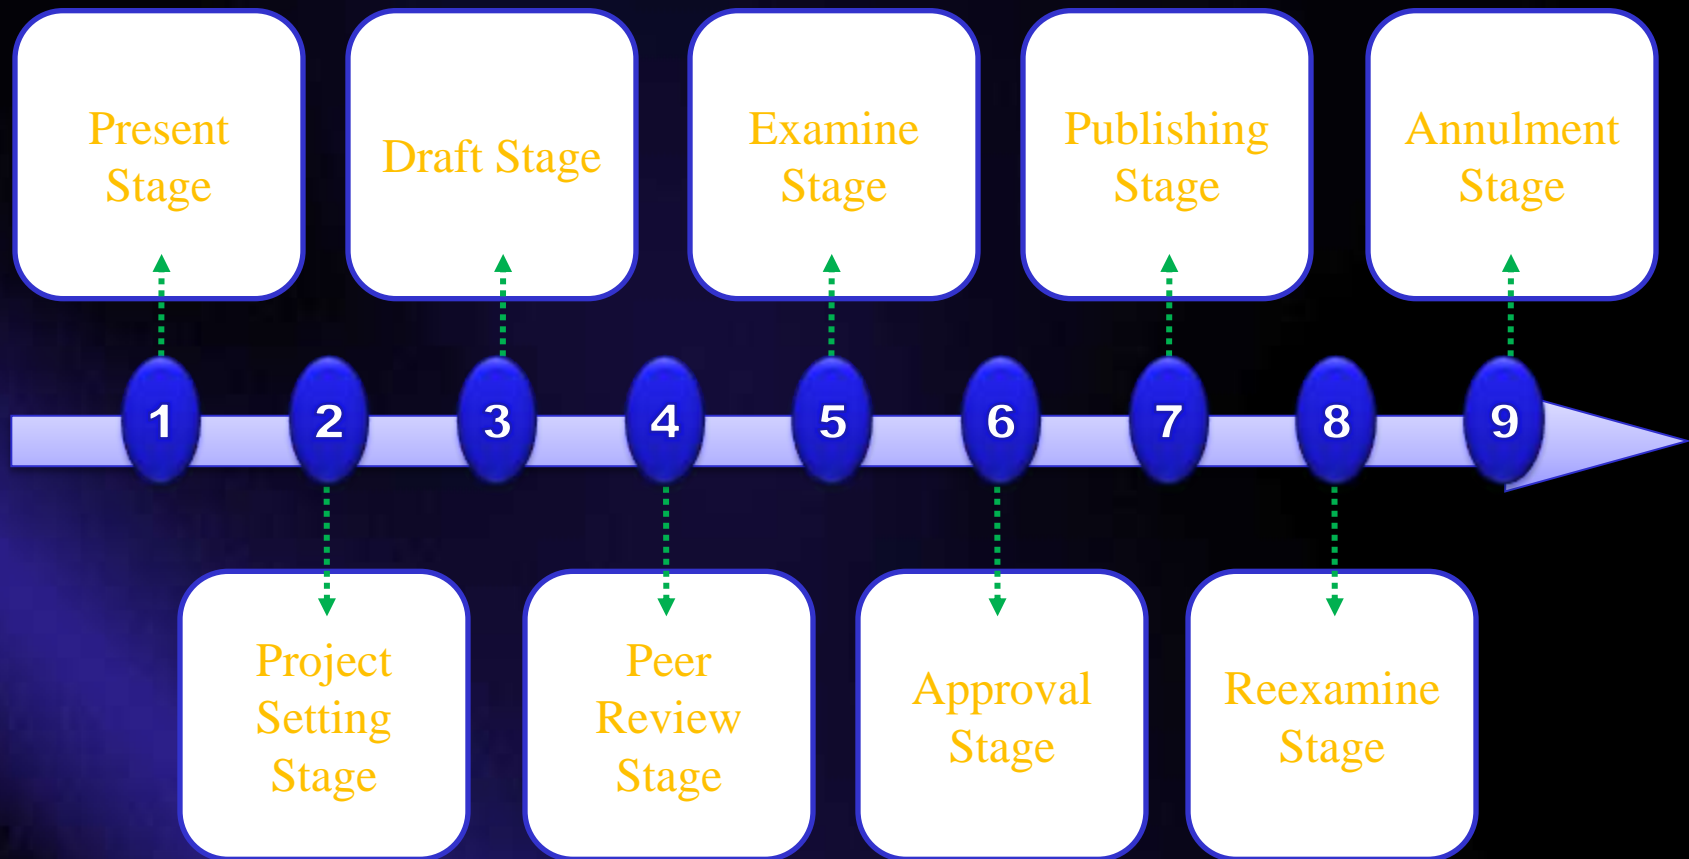 Present
Stage
Draft Stage
Examine
Stage
Publishing
Stage
Annulment
Stage
1
2
3
4
5
6
7
8
9
Project
Setting
Stage
Peer
Review
Stage
Approval
Stage
Reexamine
Stage